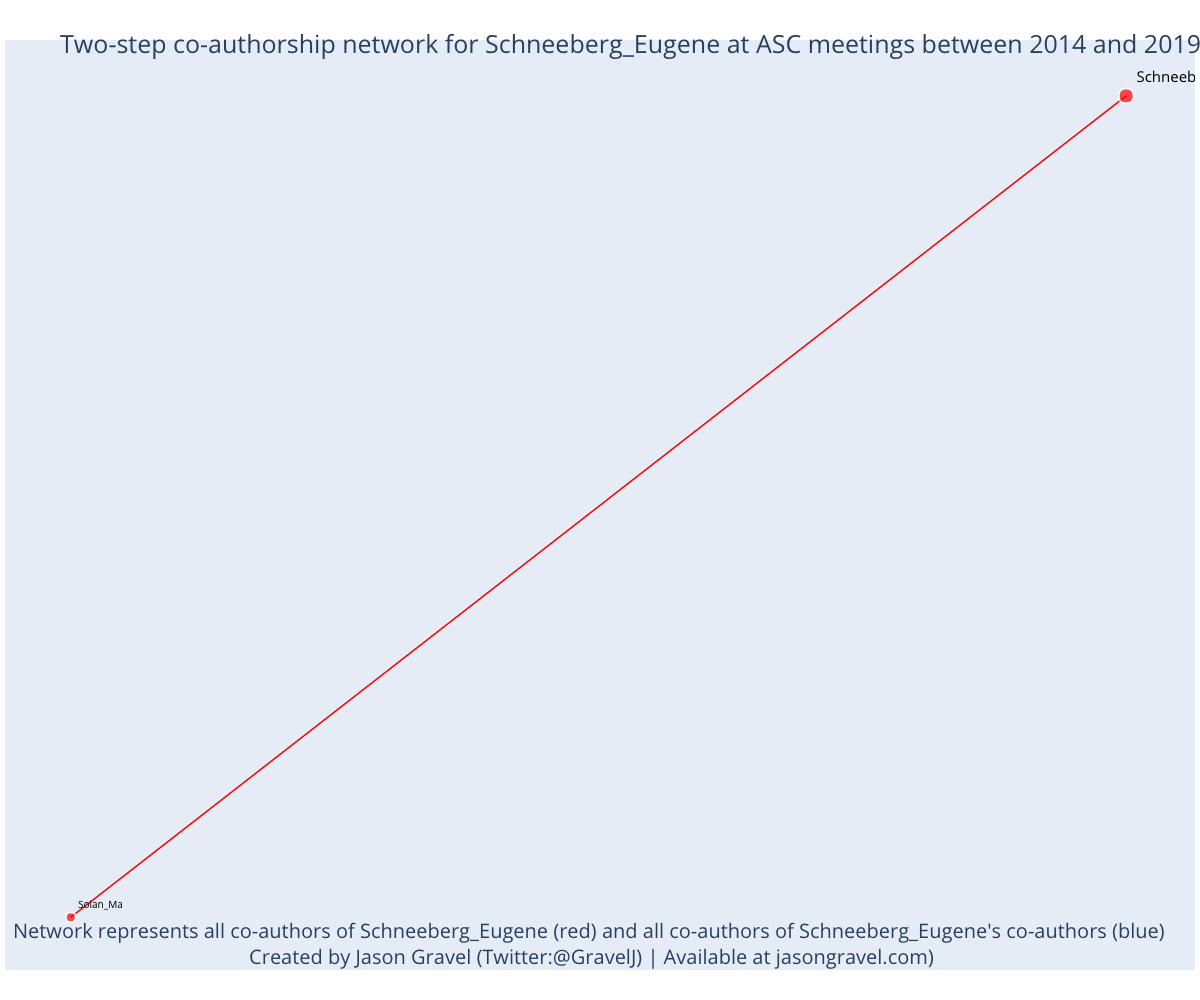 Two-step co-authorship network for Schneeberg_Eugene at ASC meetings between 2014 and 2019
Schneeb
Solan_Ma
Network represents all co-authors of Schneeberg_Eugene (red) and all co-authors of Schneeberg_Eugene's co-authors (blue)
Created by Jason Gravel (Twitter:@GravelJ) | Available at jasongravel.com)